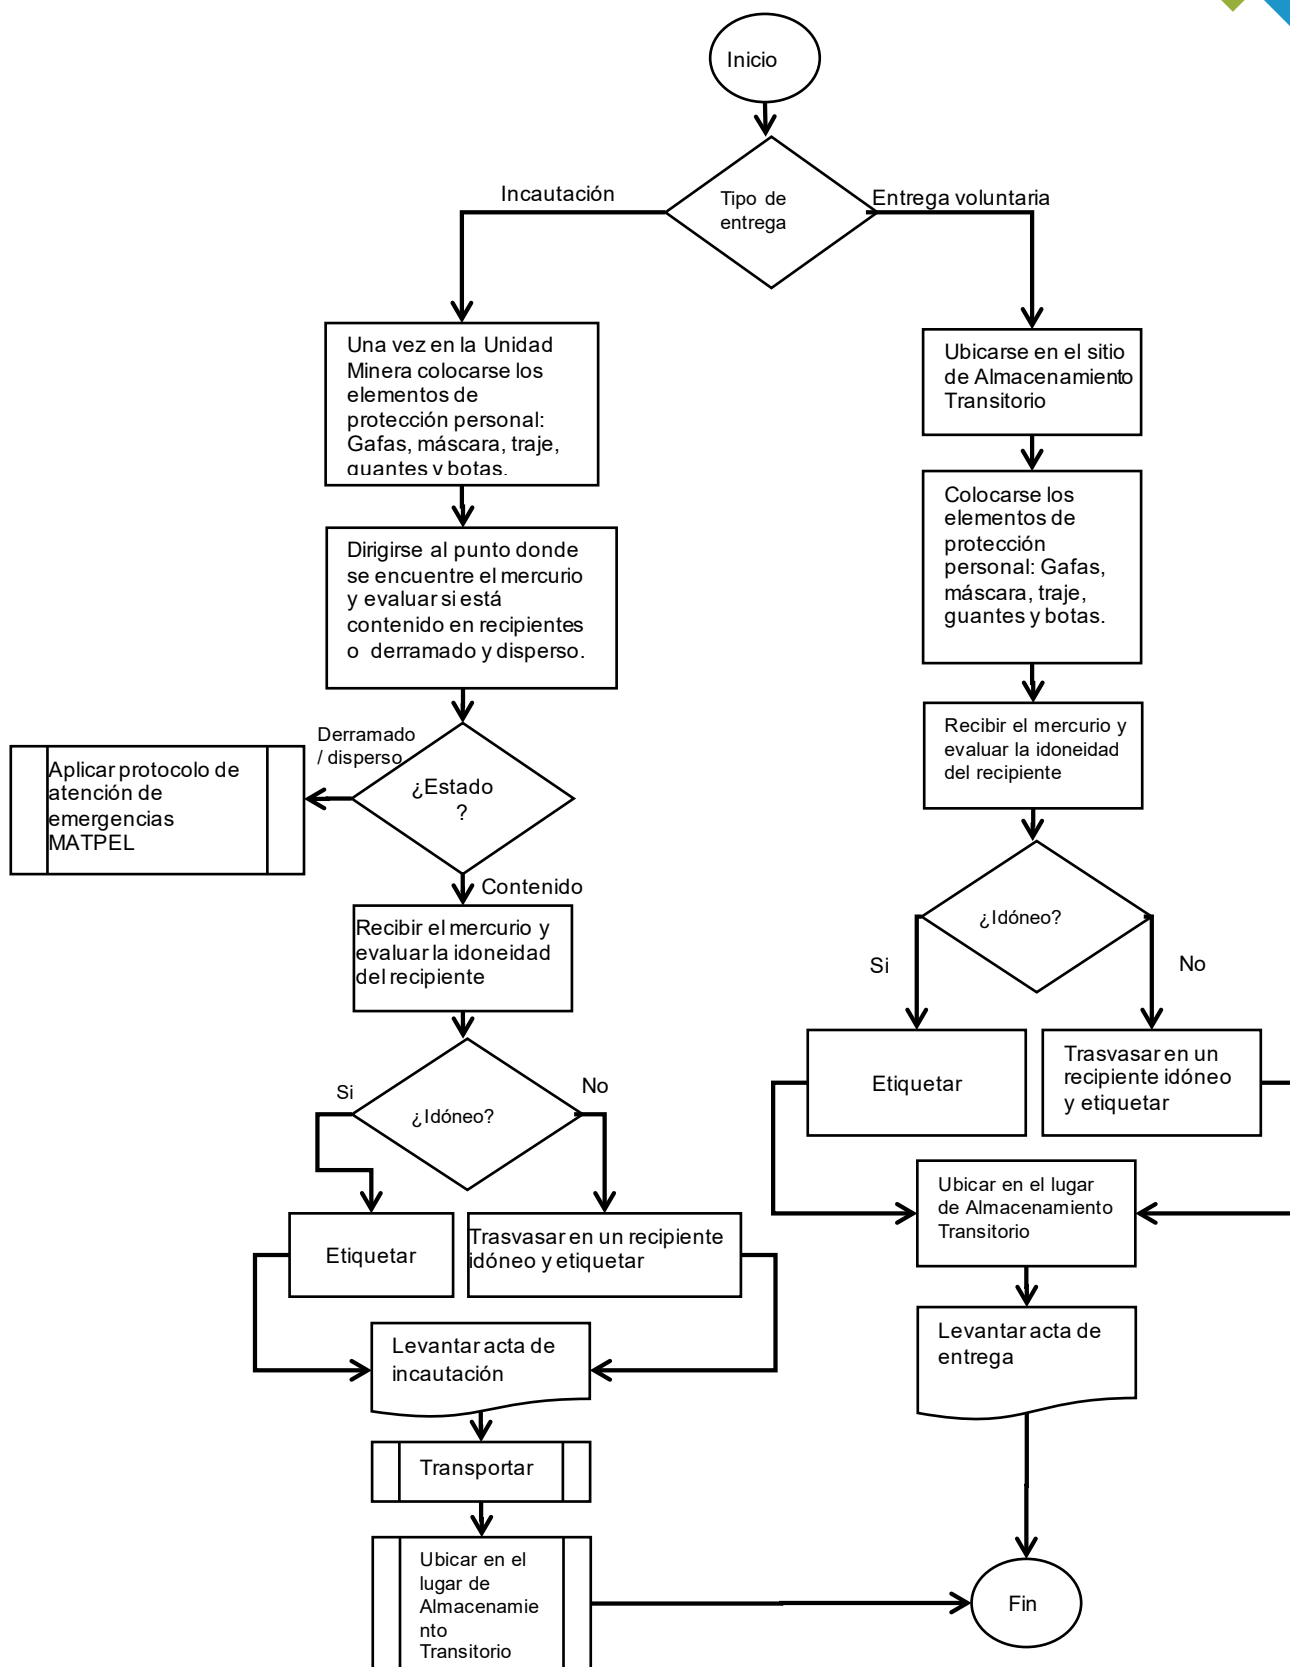 Inicio
Tipo de
entrega
Incautación
Entrega voluntaria
Una vez en la Unidad
Minera colocarse los
elementos de
protección personal:
Gafas, máscara, traje,
guantes y botas.
Dirigirse al punto donde
se encuentre el mercurio
y evaluar si está
contenido en recipientes
o derramado y disperso.
Derramado
/ disperso
¿Estado
?
Aplicar protocolo de
atención de
emergencias
MATPEL
Contenido
Recibir el mercurio y
evaluar la idoneidad
del recipiente
Si
¿Idóneo?
No
Etiquetar
Trasvasar en un recipiente
idóneo y etiquetar
Levantar acta de
incautación
Transportar
Ubicar en el
lugar de
Almacenamie
nto
Transitorio
Ubicarse en el sitio
de Almacenamiento
Transitorio
Colocarse los
elementos de
protección
personal: Gafas,
máscara, traje,
guantes y botas.
Recibir el mercurio y
evaluar la idoneidad
del recipiente
¿Idóneo?
Si
No
Etiquetar
Trasvasar en un
recipiente idóneo
y etiquetar
Ubicar en el lugar
de Almacenamiento
Transitorio
Levantar acta de
entrega
Fin